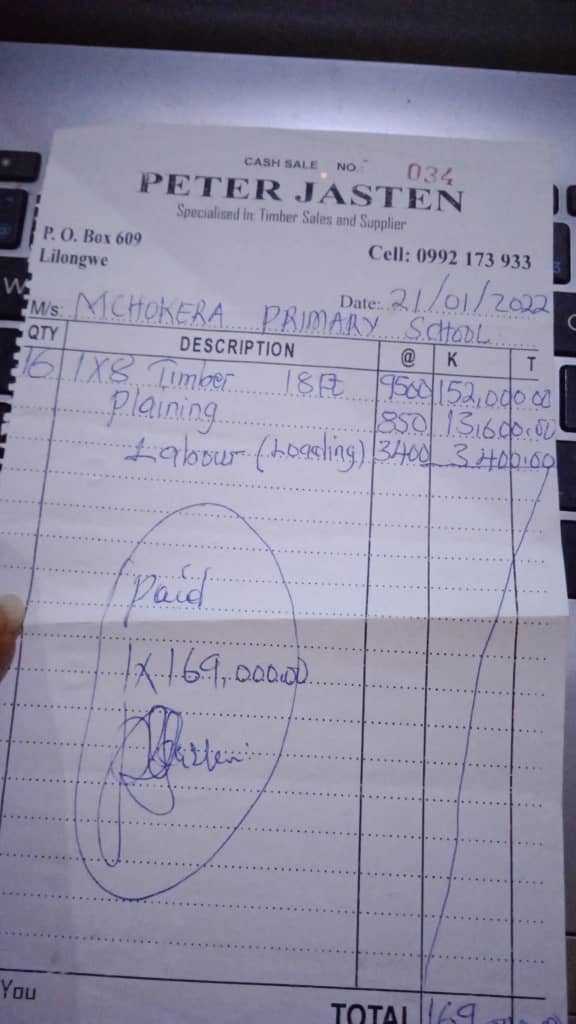 CASH SALE NO. 034
PETER JASTEN
Specialised In: Timber Sales and Supplier
P. O. Box 609
Lilongwe
Cell: 0992 173 933
Date: 21/01/2022
M/s: MCHOKERA PRIMARY SCHOOL
QTY DESCRIPTION @ K T
16 1X8 Timber 18Ft 9500 152,000.00
Plaining 850 13,600.00
Labour (Loading) 3400 3,400.00
Paid
1X169,000.00
You
TOTAL 169